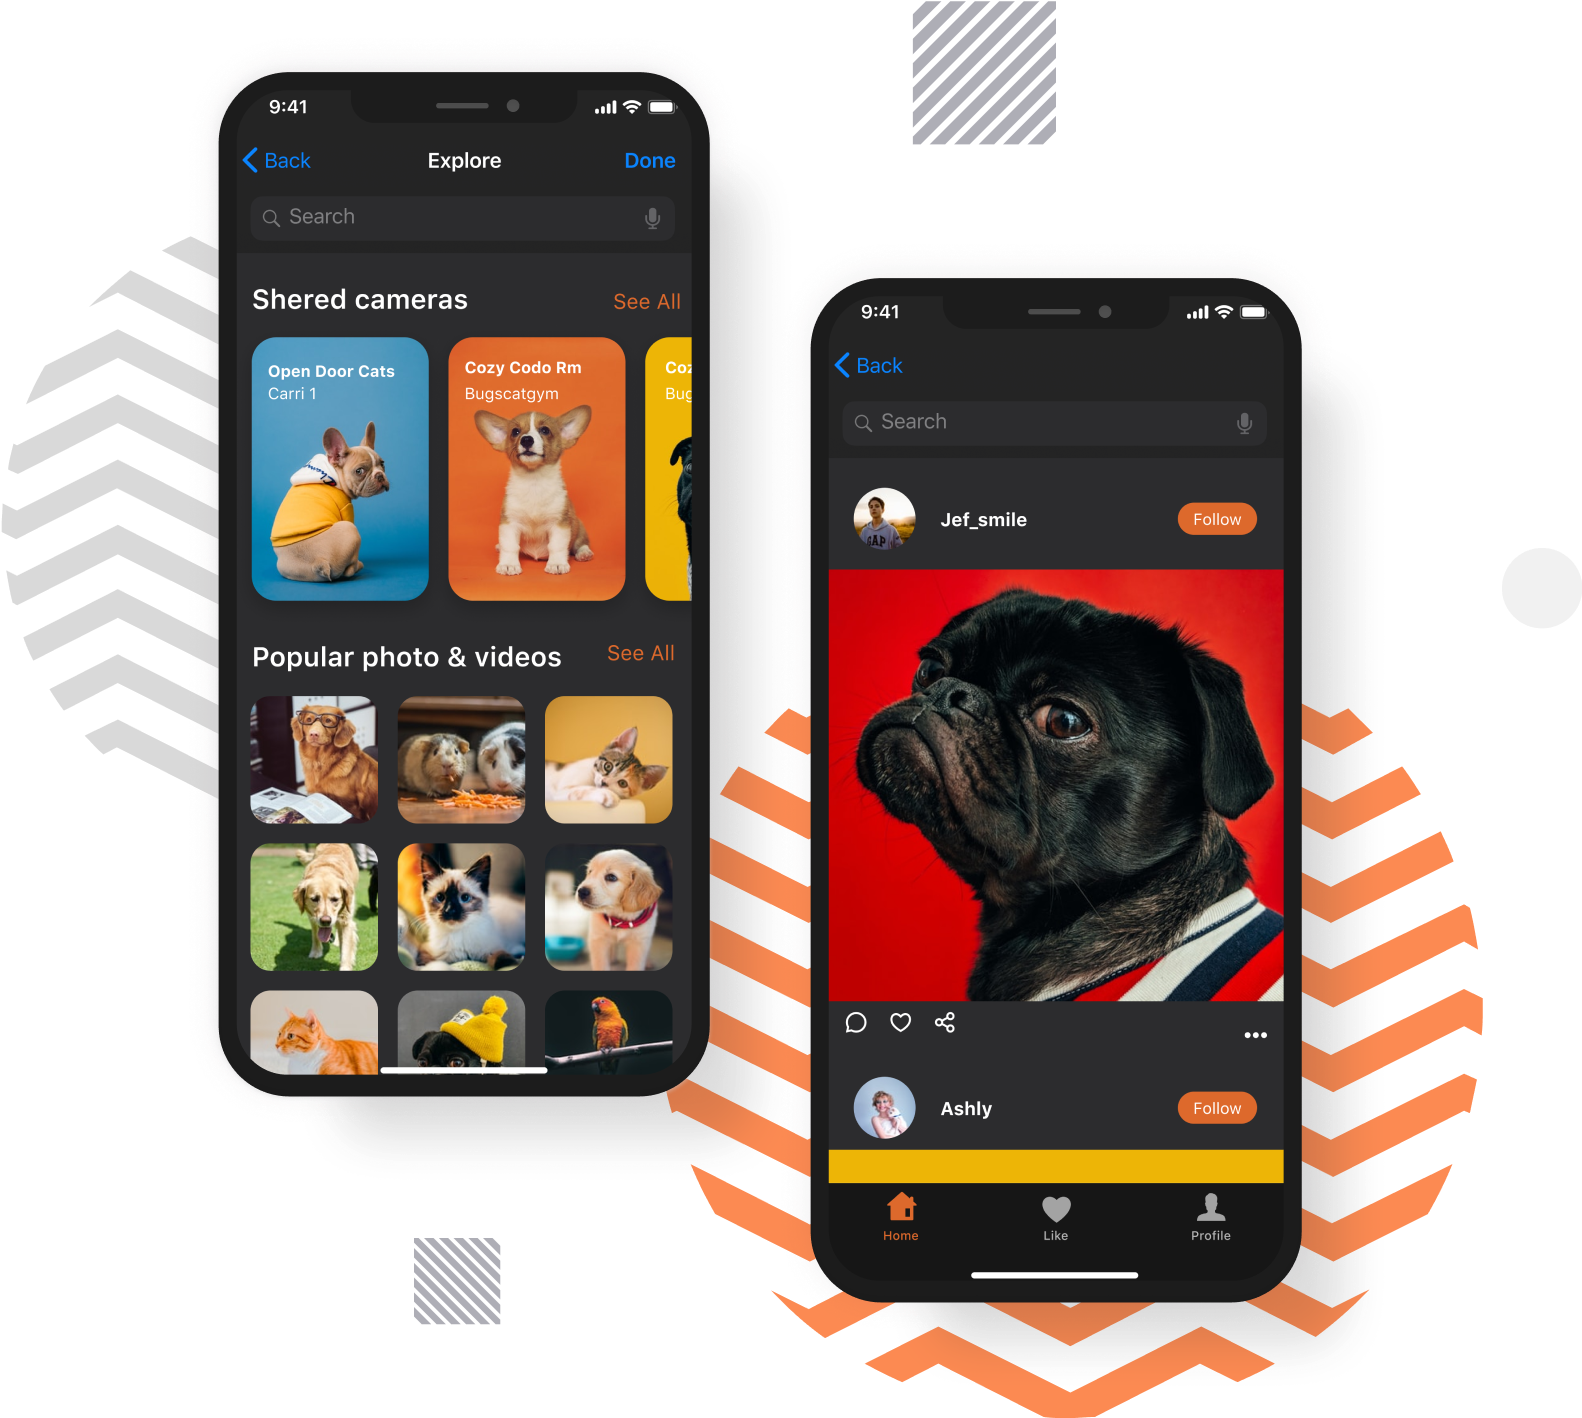 9:41
Back
Explore
Done
Search
Shered cameras
See All
Open Door Cats
Carri 1
Cozy Codo Rm
Bugscatgym
Coz
Bug
Popular photo & videos
See All
9:41
Back
Search
GAP
Jef_smile
Follow
Ashly
Follow
Home
Like
Profile